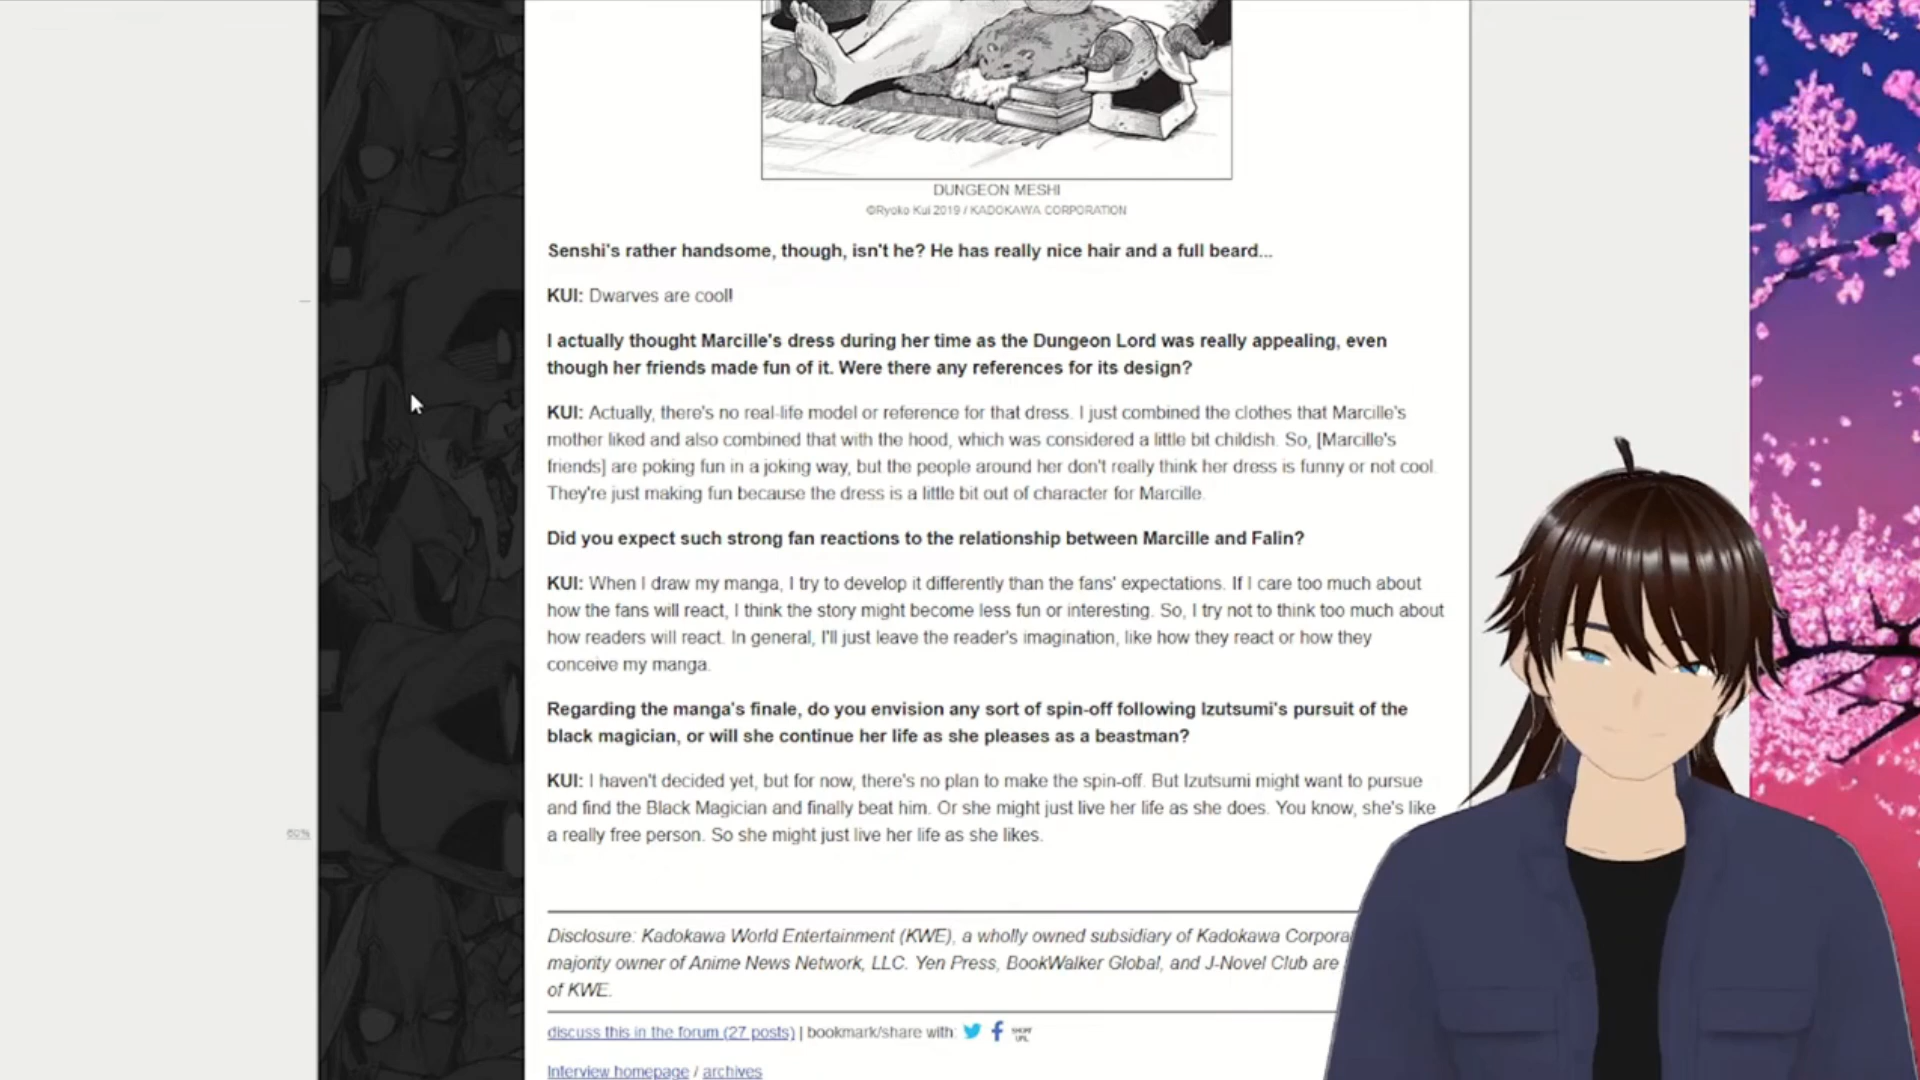 DUNGEON MESHI
©Ryoko Kui 2019 / KADOKAWA CORPORATION
Senshi's rather handsome, though, isn't he? He has really nice hair and a full beard...
KUI: Dwarves are cool!
I actually thought Marcille's dress during her time as the Dungeon Lord was really appealing, even
though her friends made fun of it. Were there any references for its design?
KUI: Actually, there's no real-life model or reference for that dress. I just combined the clothes that Marcille's
mother liked and also combined that with the hood, which was considered a little bit childish. So, [Marcille's
friends] are poking fun in a joking way, but the people around her don't really think her dress is funny or not cool.
They're just making fun because the dress is a little bit out of character for Marcille.
Did you expect such strong fan reactions to the relationship between Marcille and Falin?
KUI: When I draw my manga, I try to develop it differently than the fans' expectations. If I care too much about
how the fans will react, I think the story might become less fun or interesting. So, I try not to think too much about
how readers will react. In general, I'll just leave the reader's imagination, like how they react or how they
conceive my manga.
Regarding the manga's finale, do you envision any sort of spin-off following Izutsumi's pursuit of the
black magician, or will she continue her life as she pleases as a beastman?
KUI: I haven't decided yet, but for now, there's no plan to make the spin-off. But Izutsumi might want to pursue
and find the Black Magician and finally beat him. Or she might just live her life as she does. You know, she's like
a really free person. So she might just live her life as she likes.
60%
Disclosure: Kadokawa World Entertainment (KWE), a wholly owned subsidiary of Kadokawa Corpora
majority owner of Anime News Network, LLC. Yen Press, BookWalker Global, and J-Novel Club are
of KWE.
discuss this in the forum (27 posts) | bookmark/share with: SHORT URL
Interview homepage / archives